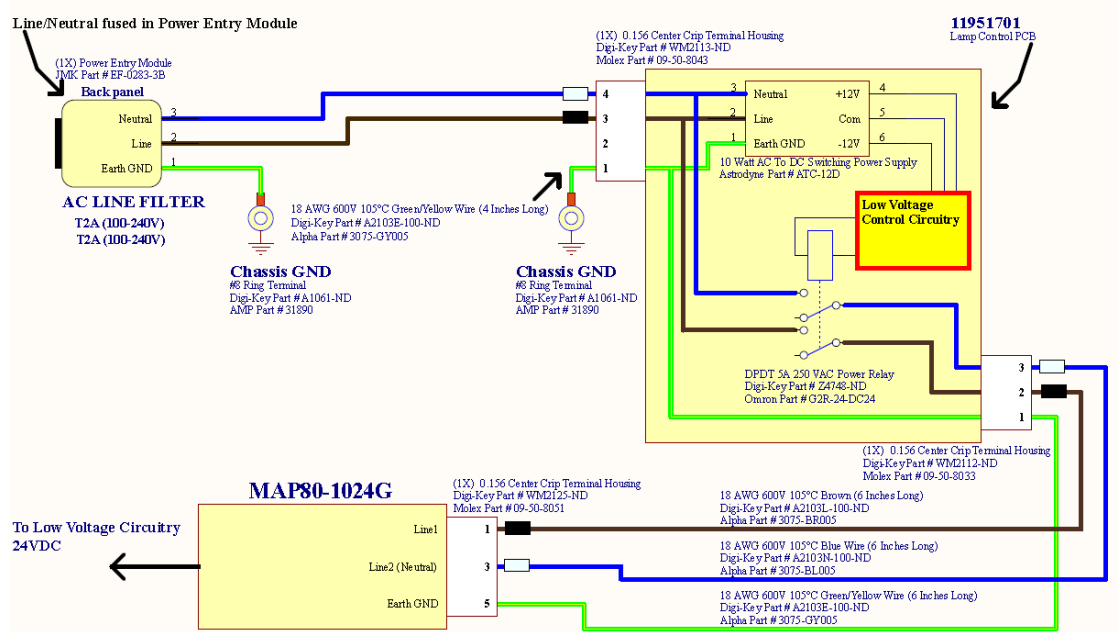 Line/Neutral fused in Power Entry Module
(1X) Power Entry Module
JMK Part # EF-0283-3B
Back panel
Neutral
3
Line
2
Earth GND
1
AC LINE FILTER
T2A (100-240V)
T2A (100-240V)
Chassis GND
#8 Ring Terminal
Digi-Key Part # A1061-ND
AMP Part # 31890
18 AWG 600V 105°C Green/Yellow Wire (4 Inches Long)
Digi-Key Part # A2103E-100-ND
Alpha Part # 3075-GY005
Chassis GND
#8 Ring Terminal
Digi-Key Part # A1061-ND
AMP Part # 31890
(1X) 0.156 Center Crip Terminal Housing
Digi-Key Part # WM2113-ND
Molex Part # 09-50-8043
4
3
2
1
11951701
Lamp Control PCB
3
Neutral
+12V
4
2
Line
Com
5
1
Earth GND
-12V
6
10 Watt AC To DC Switching Power Supply
Astrodyne Part # ATC-12D
Low Voltage
Control Circuitry
DPDT 5A 250 VAC Power Relay
Digi-Key Part # Z4748-ND
Omron Part # G2R-24-DC24
3
2
1
(1X) 0.156 Center Crip Terminal Housing
Digi-Key Part # WM2112-ND
Molex Part # 09-50-8033
MAP80-1024G
(1X) 0.156 Center Crip Terminal Housing
Digi-Key Part # WM2125-ND
Molex Part # 09-50-8051
To Low Voltage Circuitry
24VDC
Line1
1
Line2 (Neutral)
3
Earth GND
5
18 AWG 600V 105°C Brown (6 Inches Long)
Digi-Key Part # A2103L-100-ND
Alpha Part # 3075-BR005
18 AWG 600V 105°C Blue Wire (6 Inches Long)
Digi-Key Part # A2103N-100-ND
Alpha Part # 3075-BL005
18 AWG 600V 105°C Green/Yellow Wire (6 Inches Long)
Digi-Key Part # A2103E-100-ND
Alpha Part # 3075-GY005